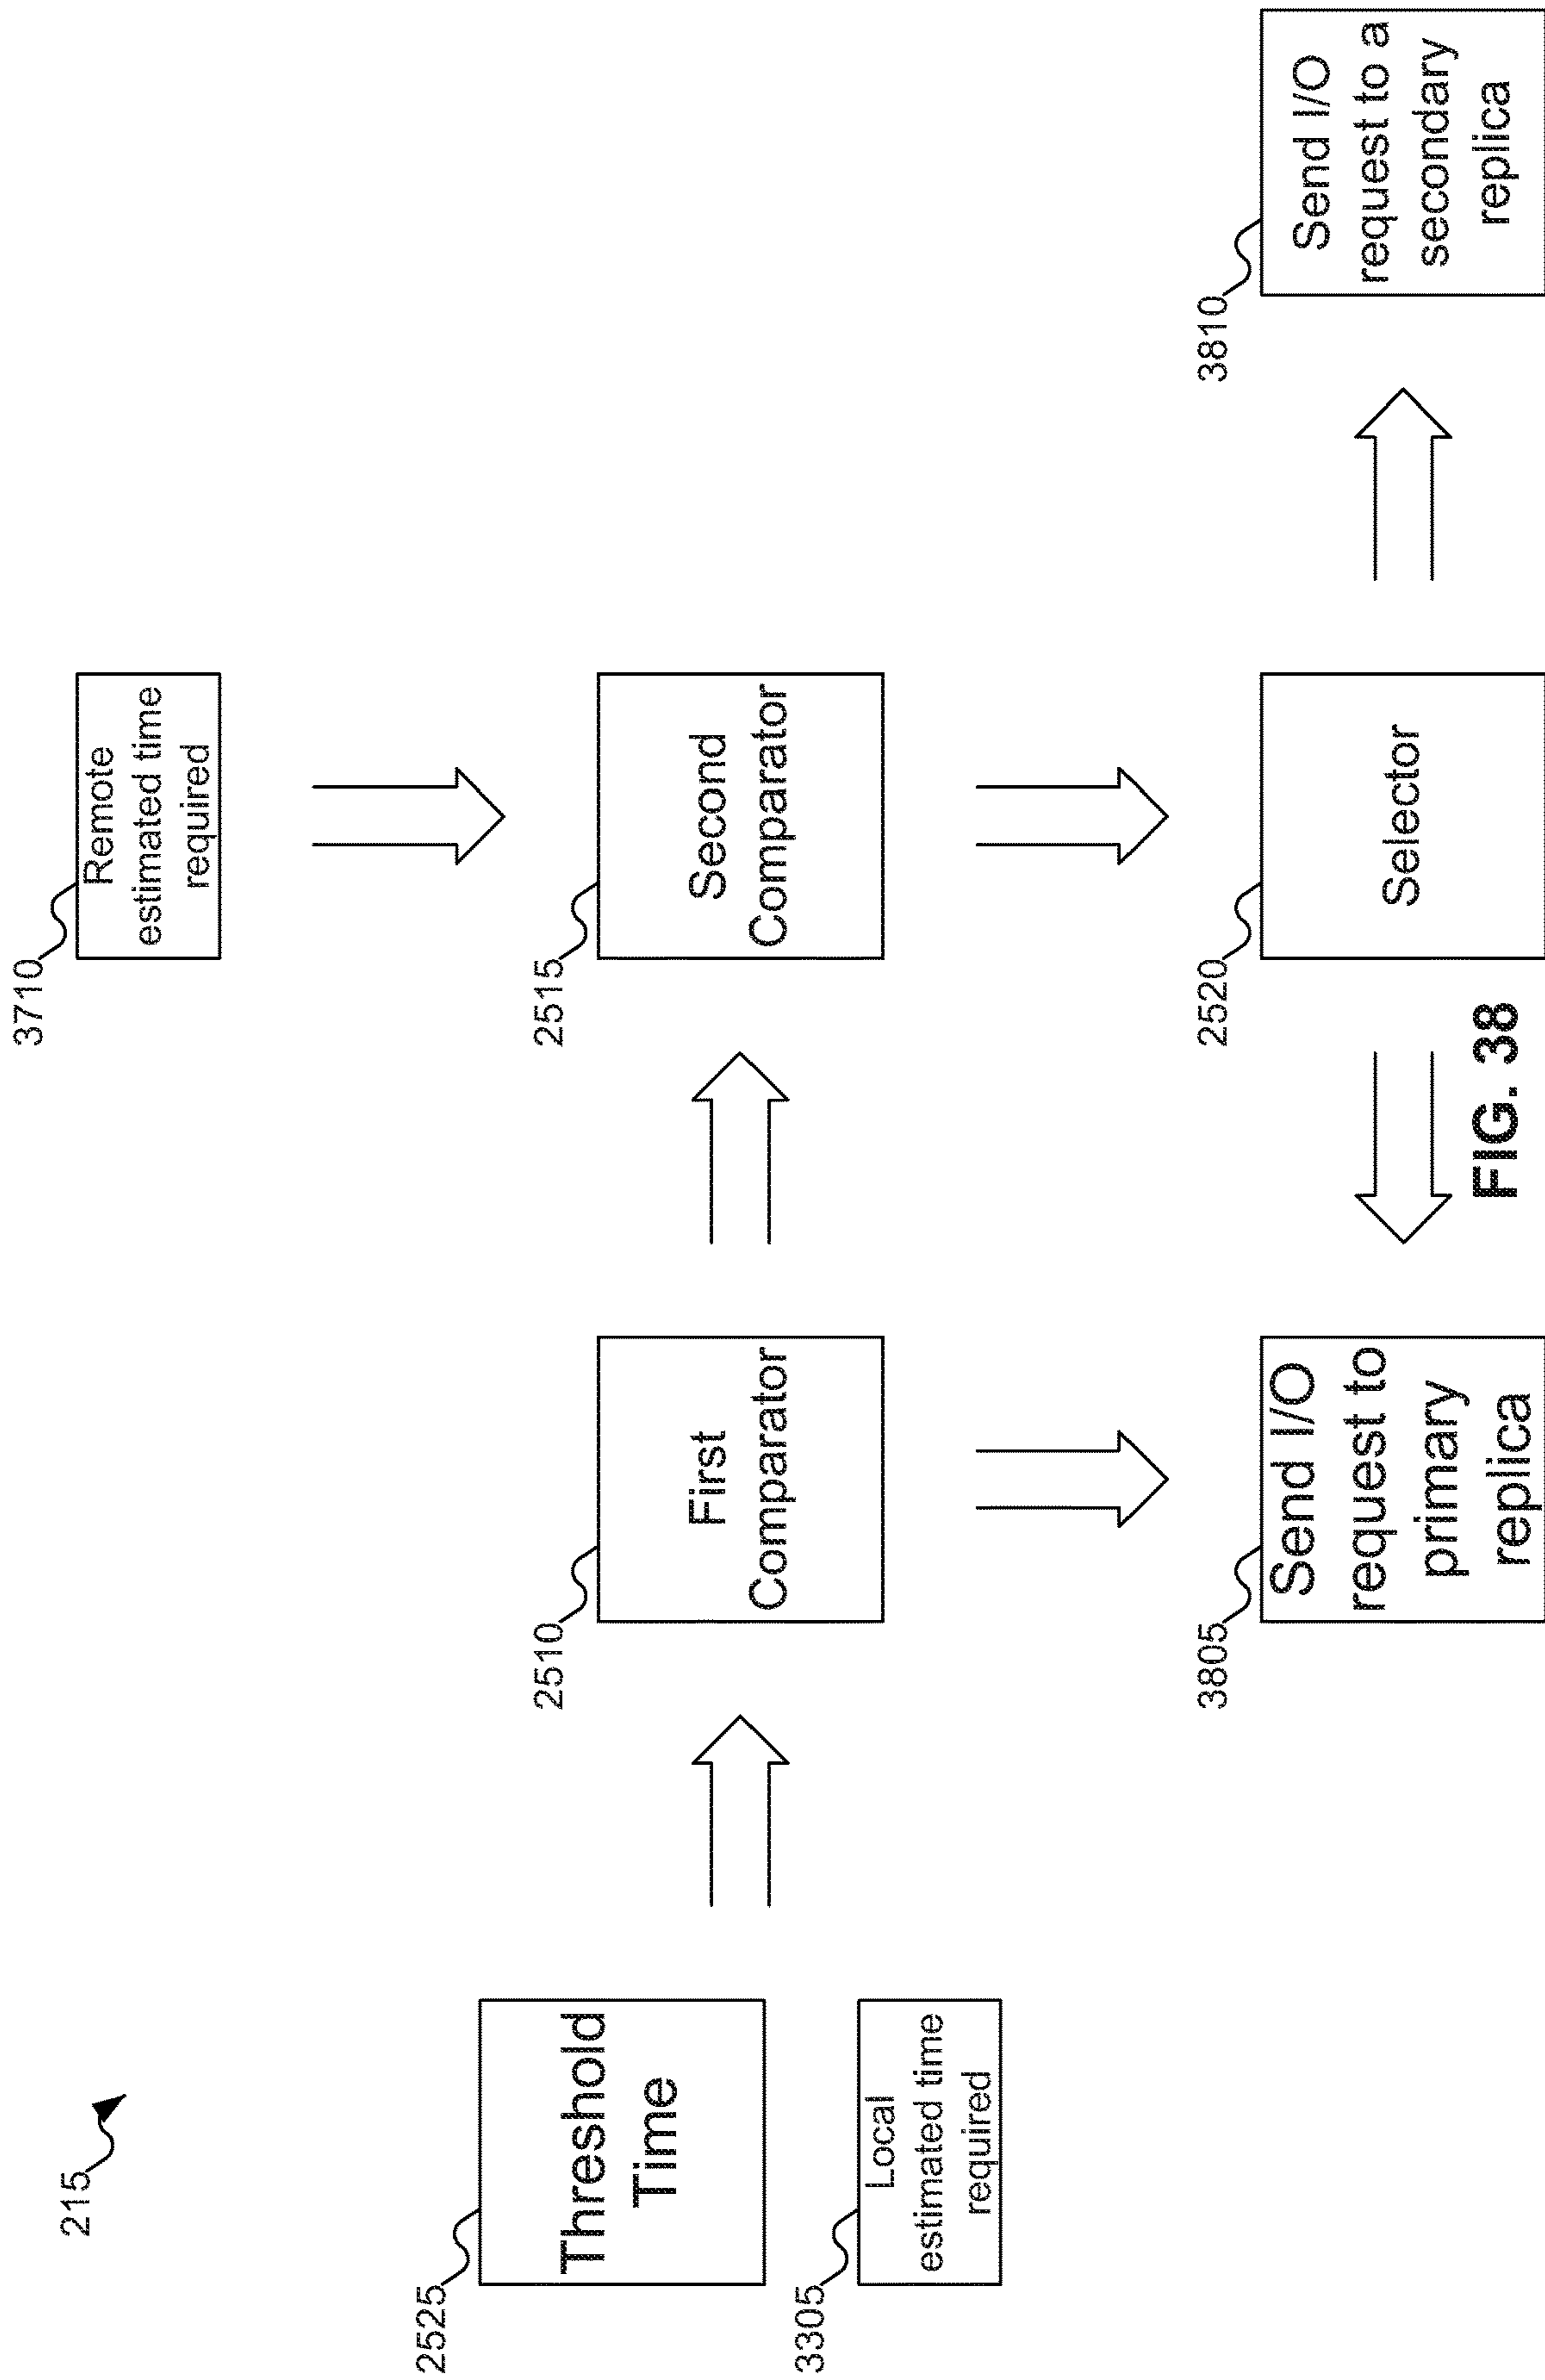 215
2525
Threshold
Time
3305
Local
estimated time
required
2510
First
Comparator
3805
Send I/O
request to
primary
replica
3710
Remote
estimated time
required
2515
Second
Comparator
2520
Selector
3810
Send I/O
request to a
secondary
replica
FIG. 38